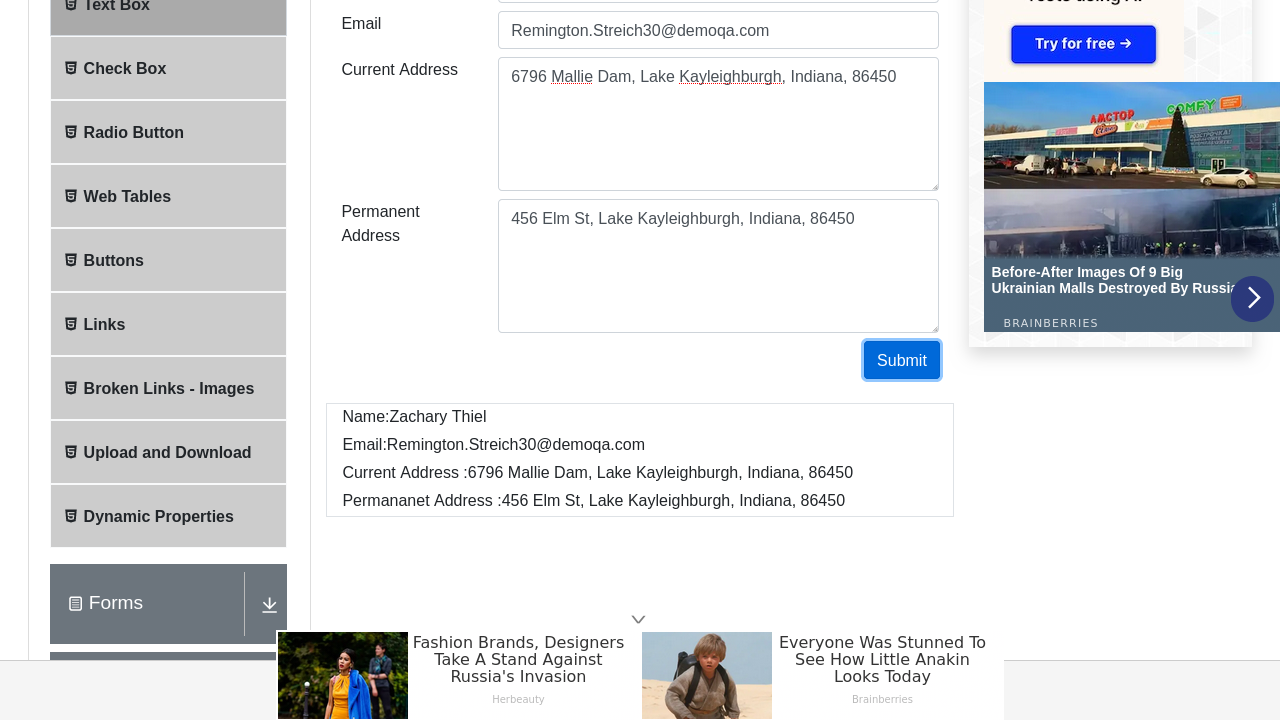 Text Box
Check Box
Radio Button
Web Tables
Buttons
Links
Broken Links - Images
Upload and Download
Dynamic Properties
Forms
Email
Remington.Streich30@demoqa.com
Current Address
6796 Mallie Dam, Lake Kayleighburgh, Indiana, 86450
Permanent
Address
456 Elm St, Lake Kayleighburgh, Indiana, 86450
Submit
Name:Zachary Thiel
Email:Remington.Streich30@demoqa.com
Current Address :6796 Mallie Dam, Lake Kayleighburgh, Indiana, 86450
Permananet Address :456 Elm St, Lake Kayleighburgh, Indiana, 86450
Try for free →
АМСТОР
COMFY
Before-After Images Of 9 Big
Ukrainian Malls Destroyed By Russia
BRAINBERRIES
Fashion Brands, Designers
Take A Stand Against
Russia's Invasion
Herbeauty
Everyone Was Stunned To
See How Little Anakin
Looks Today
Brainberries